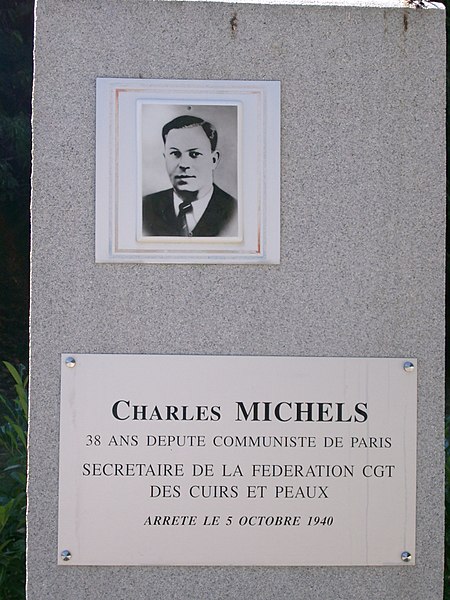 CHARLES MICHELS
38 ANS DEPUTE COMMUNISTE DE PARIS
SECRETAIRE DE LA FEDERATION CGT
DES CUIRS ET PEAUX
ARRETE LE 5 OCTOBRE 1940